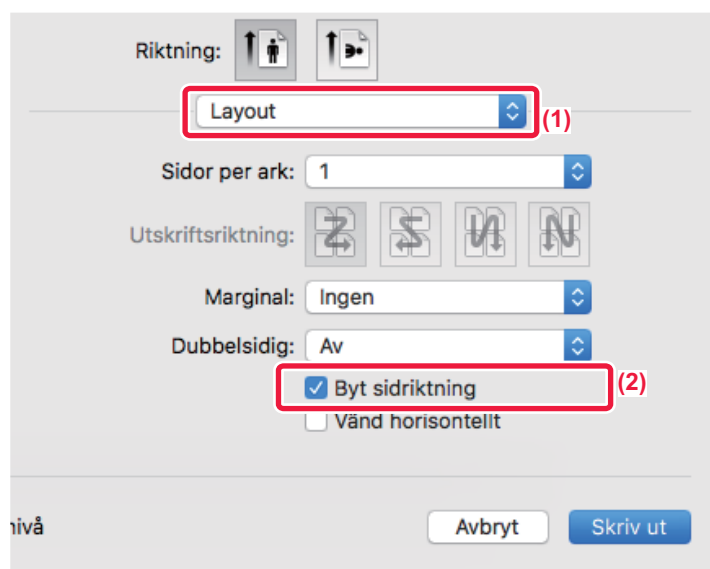 Riktning:
Layout
(1)
Sidor per ark: 1
Utskriftsriktning:
Marginal: Ingen
Dubbelsidig: Av
Byt sidriktning
(2)
Vänd horisontellt
nivå
Avbryt
Skriv ut